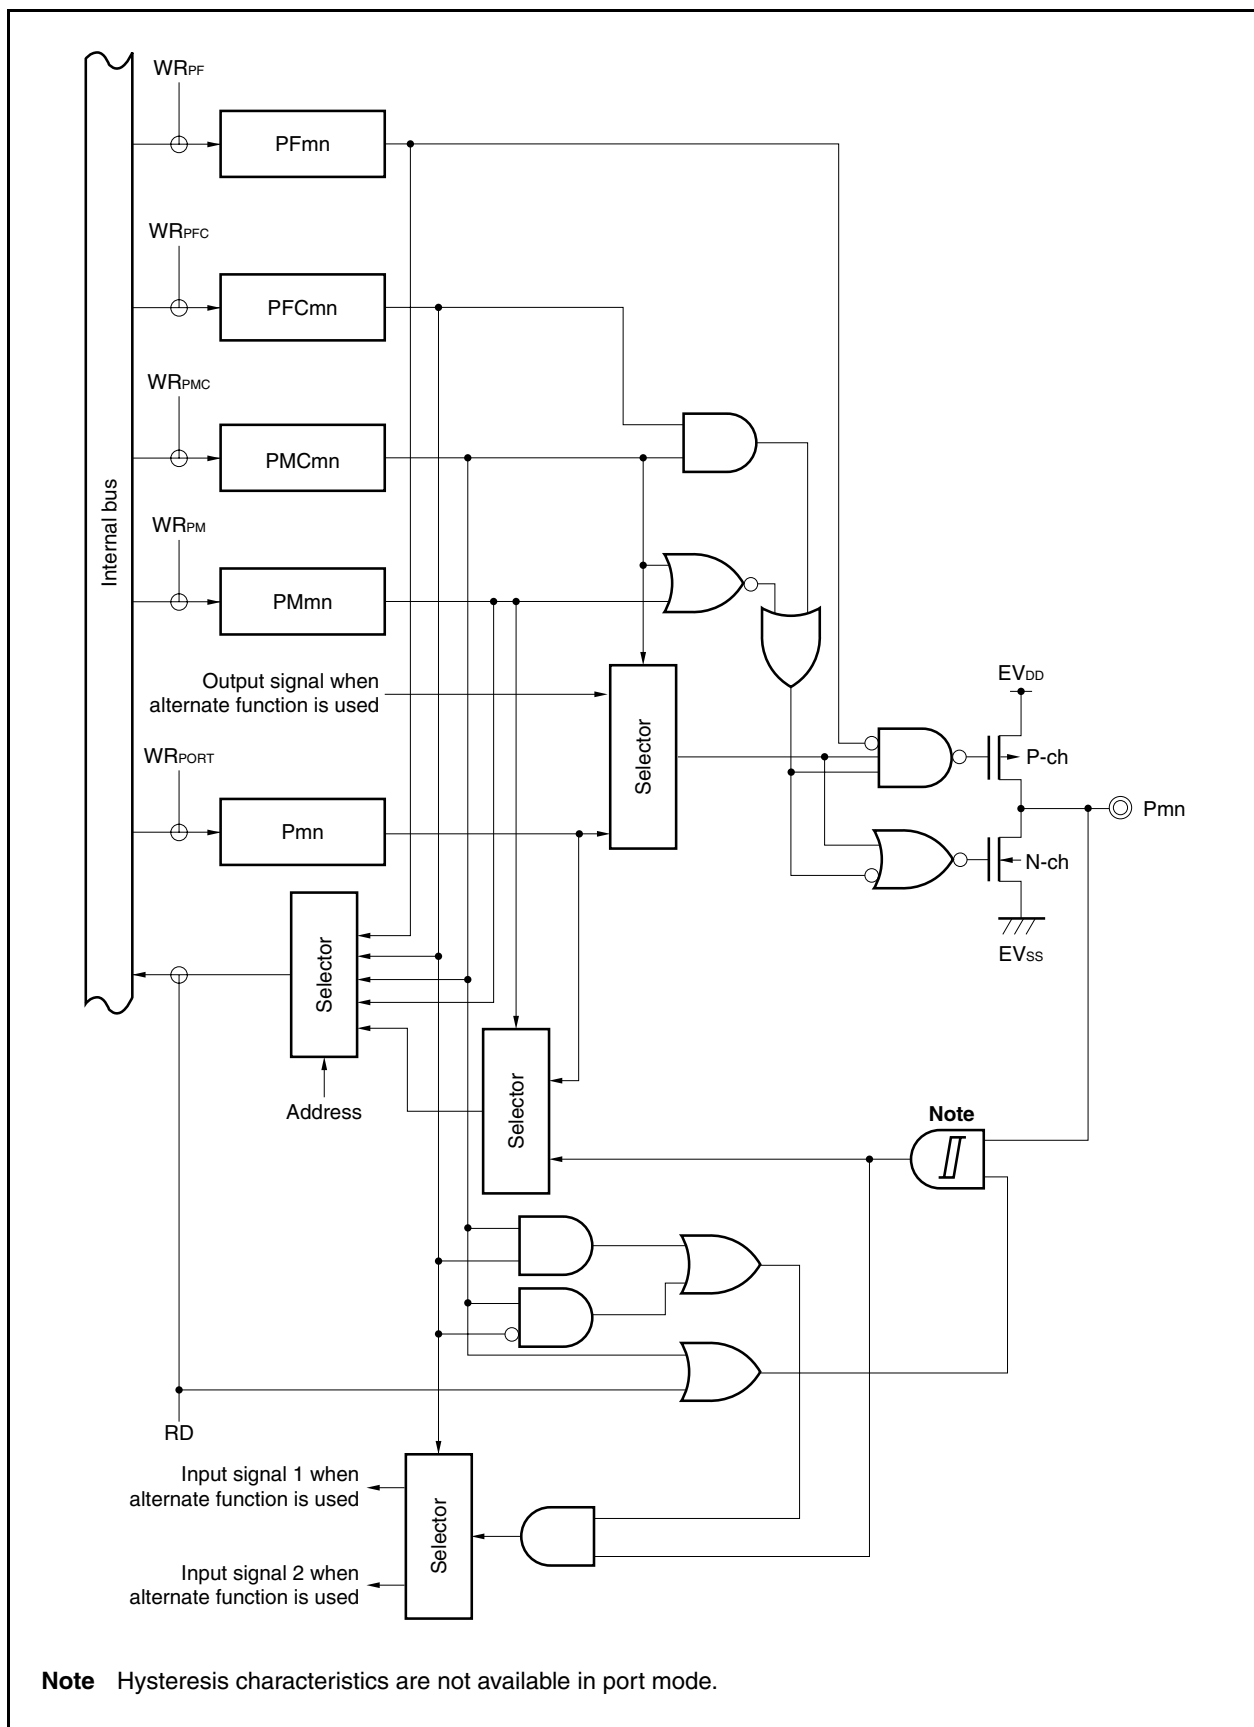 WRPF
PFmn
WRPFC
PFCmn
WRPMC
PMCmn
Internal bus
WRPM
PMmn
Output signal when
alternate function is used
Selector
EVDD
P-ch
WRPORT
Pmn
Pmn
N-ch
EVSS
Selector
Address
Selector
Note
RD
Input signal 1 when
alternate function is used
Selector
Input signal 2 when
alternate function is used
Note Hysteresis characteristics are not available in port mode.